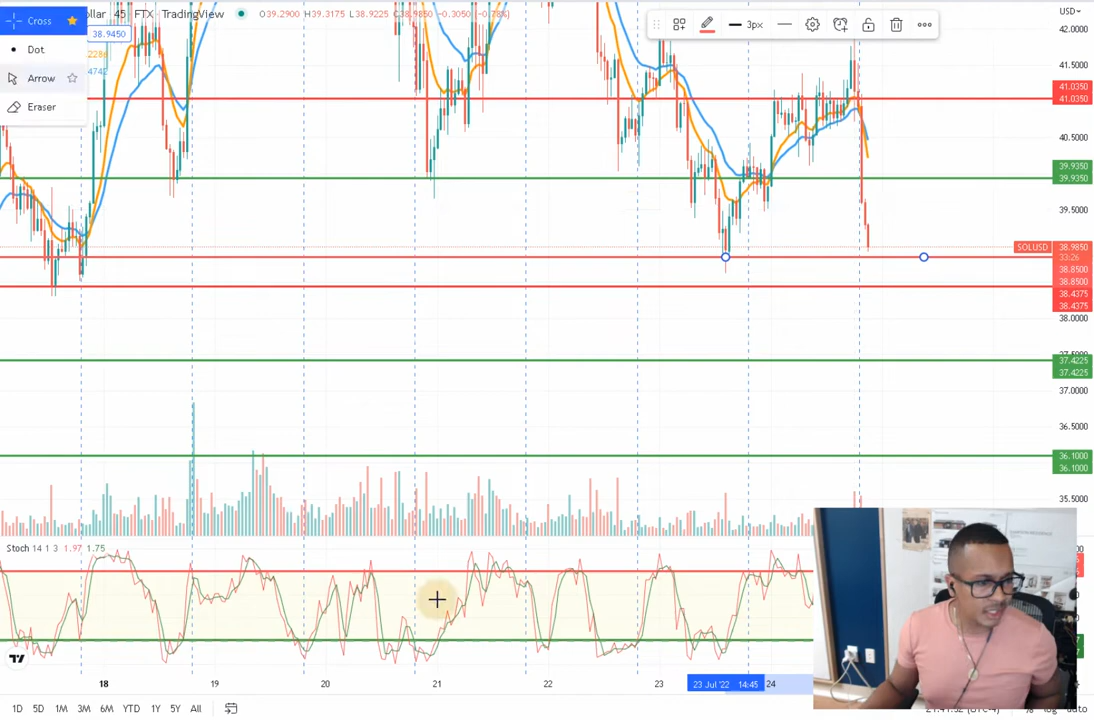 Cross
ollar 45 FTX TradingView O39.2900 H39.3175 L38.9225 C38.9850 −0.3050 (−0.78%)
38.9450
Dot
Arrow
Eraser
3px
USD
42.0000
41.5000
41.0350
41.0350
40.5000
39.9350
39.9350
39.5000
SOLUSD 38.9850
33:26
38.8500
38.8500
38.4375
38.4375
38.0000
37.4225
37.4225
37.0000
36.5000
36.1000
36.1000
35.5000
Stoch 14 1 3 1.97 1.75
18 19 20 21 22 23 23 Jul '22 14:45 24
1D 5D 1M 3M 6M YTD 1Y 5Y All % log auto